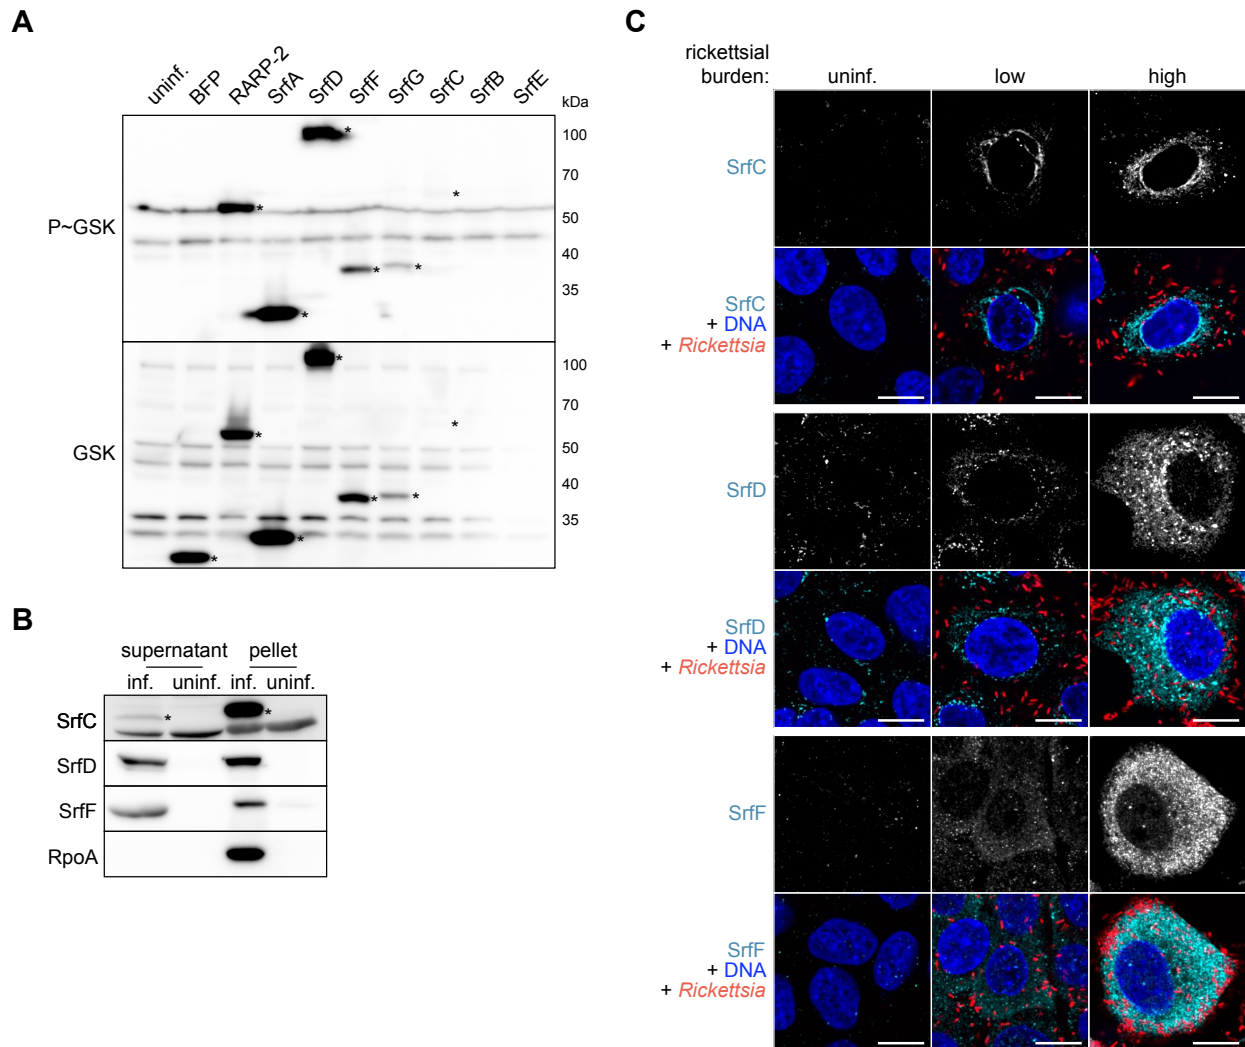 A
uninf. BFP RARP-2 SrfA SrfD SrfF SrfG SrfC SrfB SrfE
kDa
P~GSK
100
70
50
40
35
GSK
100
70
50
40
35
* * * * * *
* * * * * * *
B
supernatant pellet
inf. uninf. inf. uninf.
SrfC * *
SrfD
SrfF
RpoA
C
rickettsial
burden: uninf. low high
SrfC
SrfC
+ DNA
+ Rickettsia
SrfD
SrfD
+ DNA
+ Rickettsia
SrfF
SrfF
+ DNA
+ Rickettsia